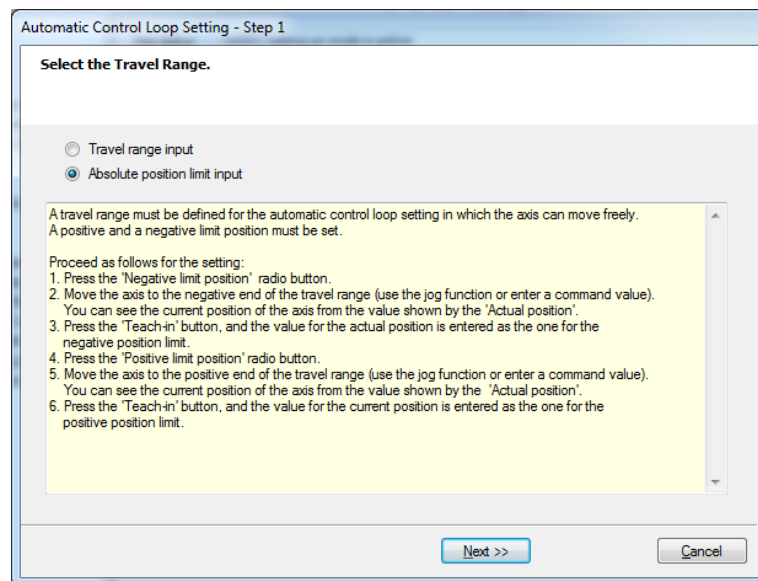 Automatic Control Loop Setting - Step 1
Select the Travel Range.
Travel range input
Absolute position limit input
A travel range must be defined for the automatic control loop setting in which the axis can move freely.
A positive and a negative limit position must be set.
Proceed as follows for the setting:
1. Press the 'Negative limit position' radio button.
2. Move the axis to the negative end of the travel range (use the jog function or enter a command value).
You can see the current position of the axis from the value shown by the 'Actual position'.
3. Press the 'Teach-in' button, and the value for the actual position is entered as the one for the
negative position limit.
4. Press the 'Positive limit position' radio button.
5. Move the axis to the positive end of the travel range (use the jog function or enter a command value).
You can see the current position of the axis from the value shown by the 'Actual position'.
6. Press the 'Teach-in' button, and the value for the current position is entered as the one for the
positive position limit.
Next >>
Cancel